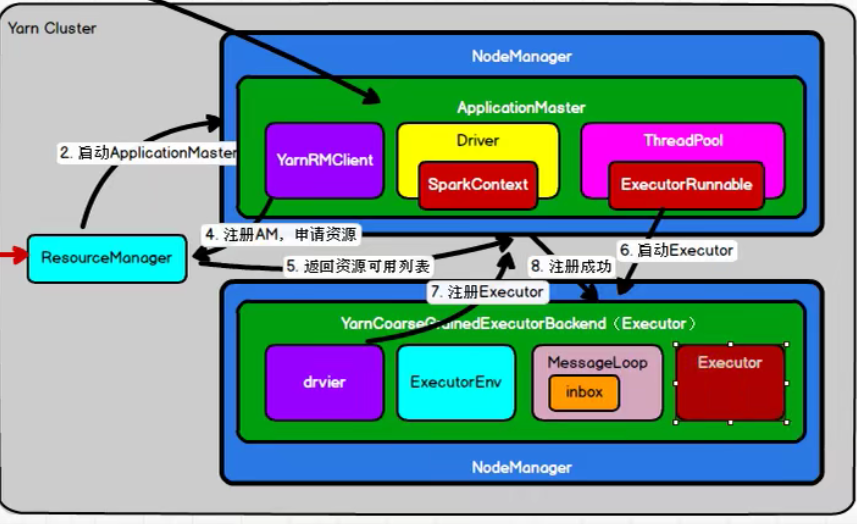 Yarn Cluster
NodeManager
ApplicationMaster
YarnRMClient
Driver
SparkContext
ThreadPool
ExecutorRunnable
2. 启动ApplicationMaster
ResourceManager
4. 注册AM，申请资源
5. 返回资源可用列表
6. 启动Executor
8. 注册成功
7. 注册Executor
YarnCoarseGrainedExecutorBackend（Executor）
drvier
ExecutorEnv
MessageLoop
inbox
Executor
NodeManager